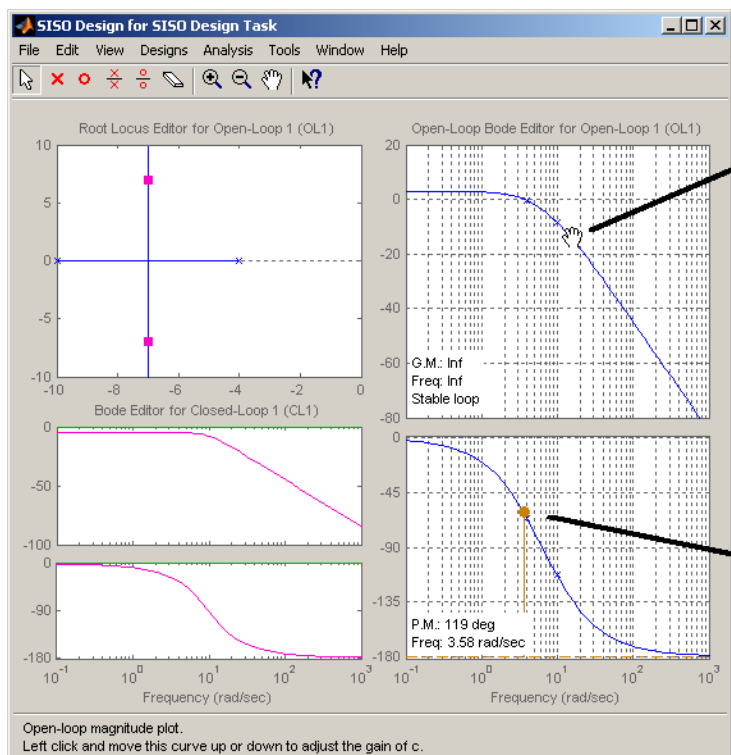 SISO Design for SISO Design Task
File Edit View Designs Analysis Tools Window Help
Root Locus Editor for Open-Loop 1 (OL1)
10
5
0
-5
-10
-10 -8 -6 -4 -2 0
Bode Editor for Closed-Loop 1 (CL1)
0
-50
-100
0
-90
-180
10^-1 10^0 10^1 10^2 10^3
Frequency (rad/sec)
Open-Loop Bode Editor for Open-Loop 1 (OL1)
20
0
-20
-40
-60
-80
G.M.: Inf
Freq: Inf
Stable loop
0
-45
-90
-135
-180
P.M.: 119 deg
Freq: 3.58 rad/sec
10^-1 10^0 10^1 10^2 10^3
Frequency (rad/sec)
Open-loop magnitude plot.
Left click and move this curve up or down to adjust the gain of c.